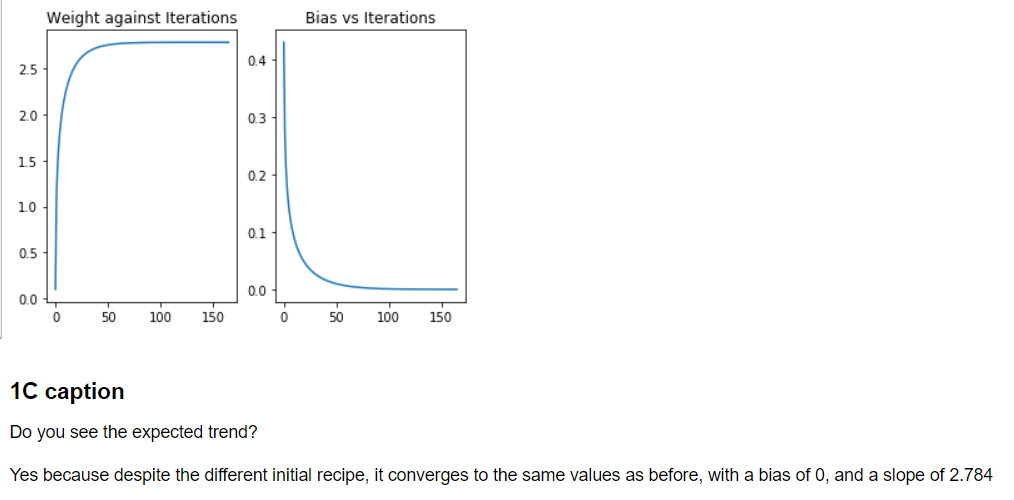 Weight against Iterations
Bias vs Iterations
2.5
2.0
1.5
1.0
0.5
0.0
0 50 100 150
0.4
0.3
0.2
0.1
0.0
0 50 100 150
1C caption
Do you see the expected trend?
Yes because despite the different initial recipe, it converges to the same values as before, with a bias of 0, and a slope of 2.784